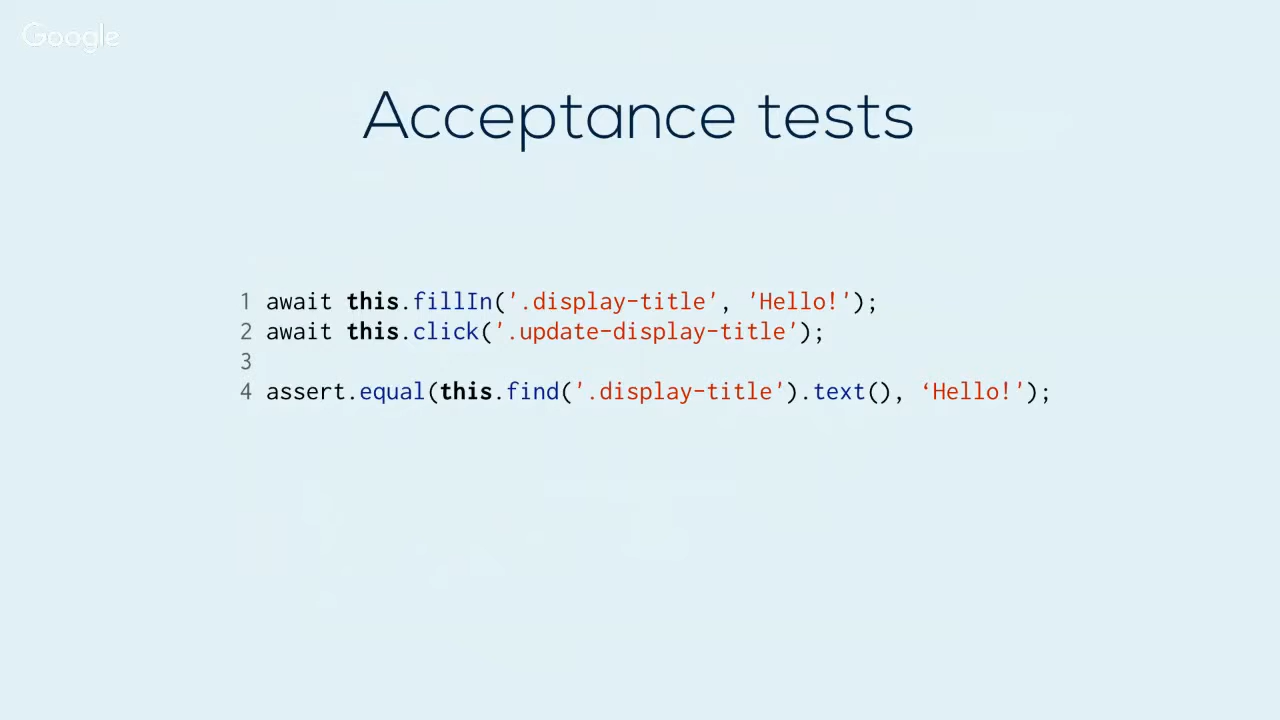 Google
Acceptance tests
1 await this.fillIn('.display-title', 'Hello!');
2 await this.click('.update-display-title');
3
4 assert.equal(this.find('.display-title').text(), ‘Hello!');